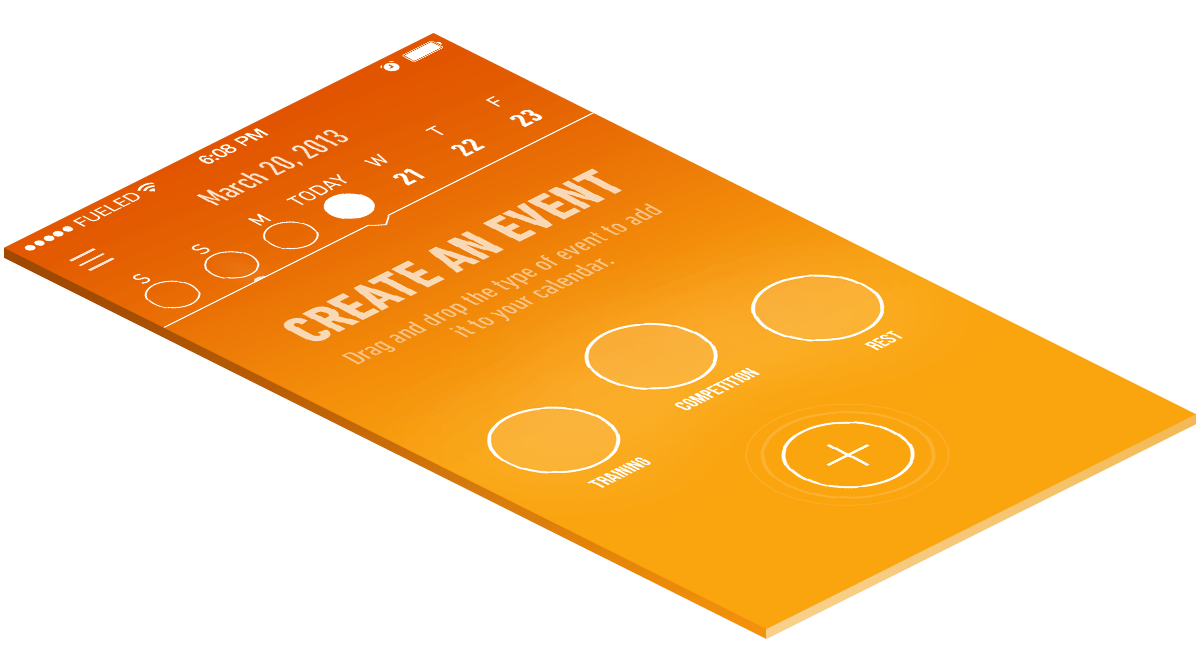 FUELED 6:08 PM
March 20, 2013
S S M TODAY W T F
21 22 23
CREATE AN EVENT
Drag and drop the type of event to add
it to your calendar.
TRAINING COMPETITION REST